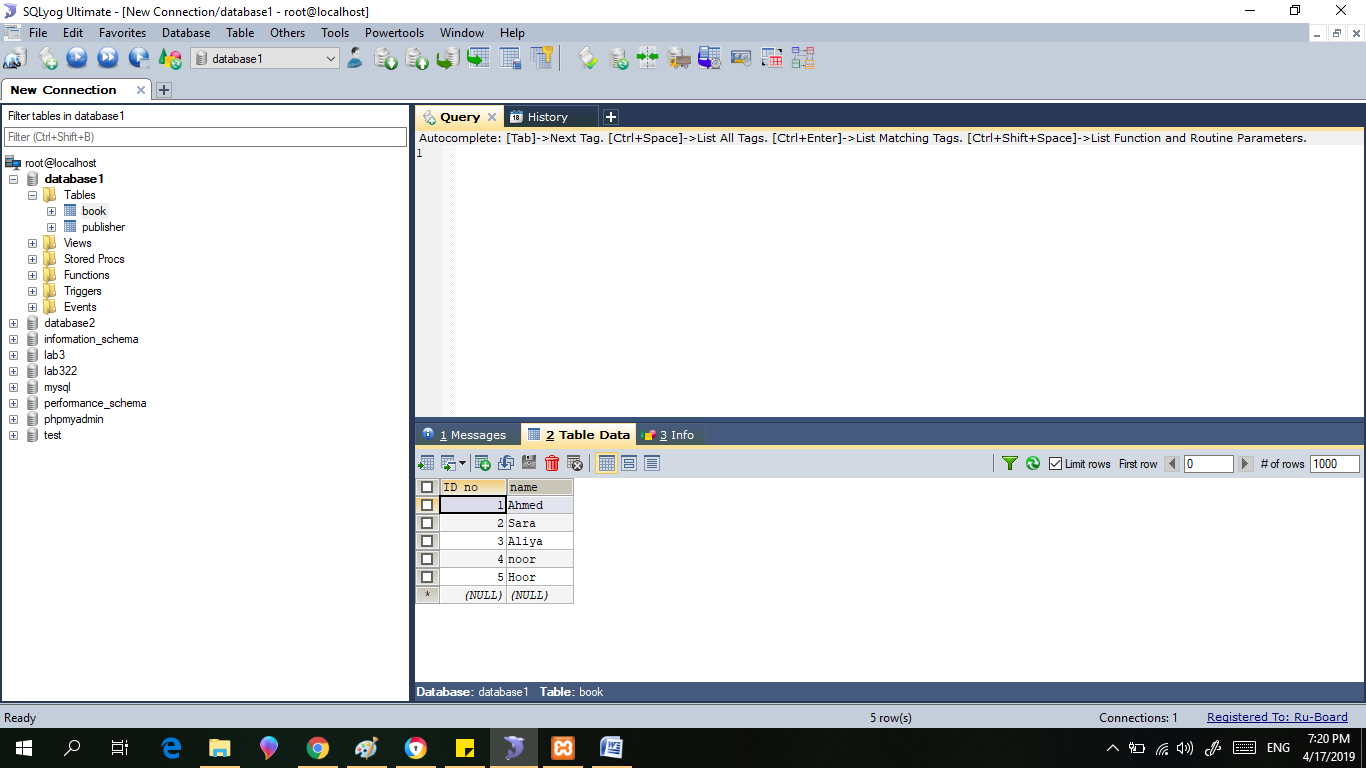 SQLyog Ultimate - [New Connection/database1 - root@localhost]
File Edit Favorites Database Table Others Tools Powertools Window Help
database1
New Connection
Filter tables in database1
Filter (Ctrl+Shift+B)
root@localhost
database1
Tables
book
publisher
Views
Stored Procs
Functions
Triggers
Events
database2
information_schema
lab3
lab322
mysql
performance_schema
phpmyadmin
test
Query History
Autocomplete: [Tab]->Next Tag. [Ctrl+Space]->List All Tags. [Ctrl+Enter]->List Matching Tags. [Ctrl+Shift+Space]->List Function and Routine Parameters.
1
1 Messages 2 Table Data 3 Info
Limit rows First row 0 # of rows 1000
ID no name
1 Ahmed
2 Sara
3 Aliya
4 noor
5 Hoor
* (NULL) (NULL)
Database: database1 Table: book
Ready 5 row(s) Connections: 1 Registered To: Ru-Board
ENG 7:20 PM
4/17/2019